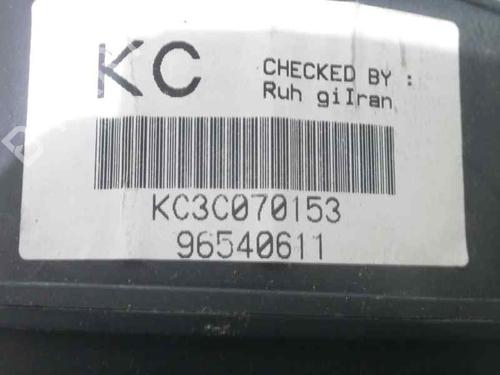 KC
CHECKED BY :
Ruh giIran
KC3C070153
96540611